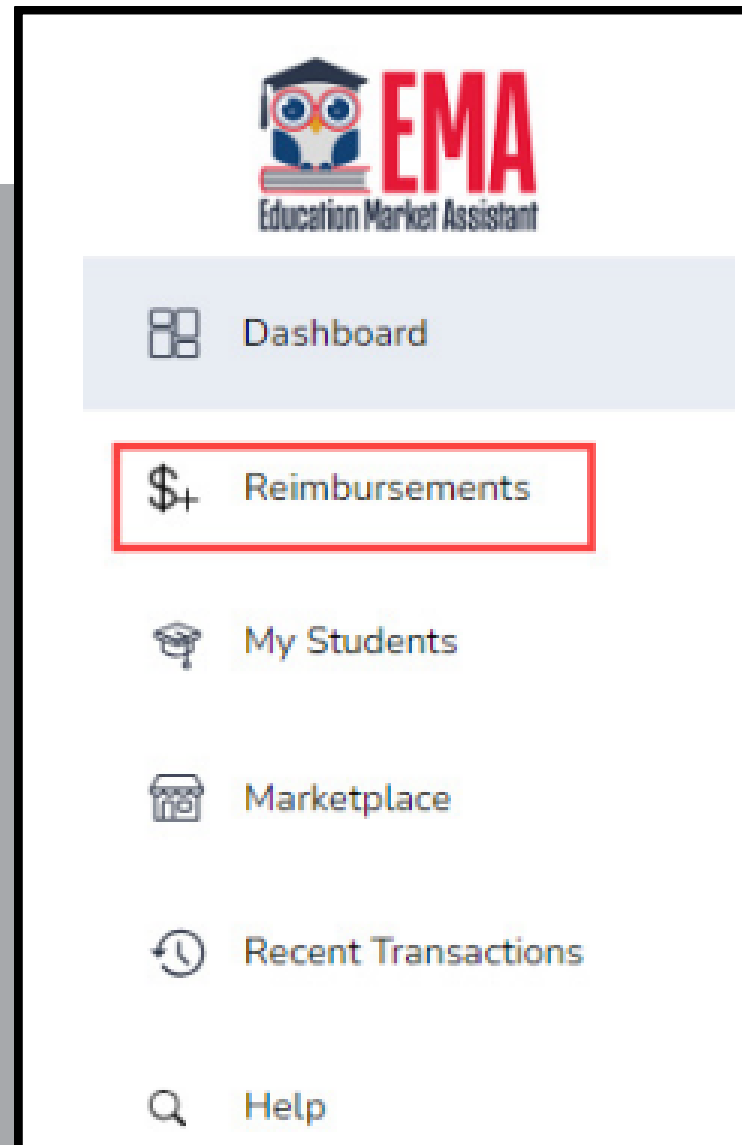 EMA
Education Market Assistant
Dashboard
$+ Reimbursements
My Students
Marketplace
Recent Transactions
Help